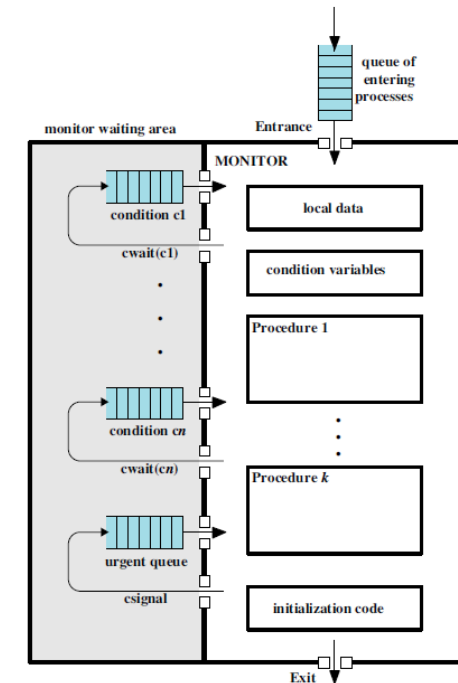 queue of
entering
processes
Entrance
monitor waiting area
MONITOR
condition c1
cwait(c1)
local data
condition variables
Procedure 1
condition cn
cwait(cn)
Procedure k
urgent queue
csignal
initialization code
Exit